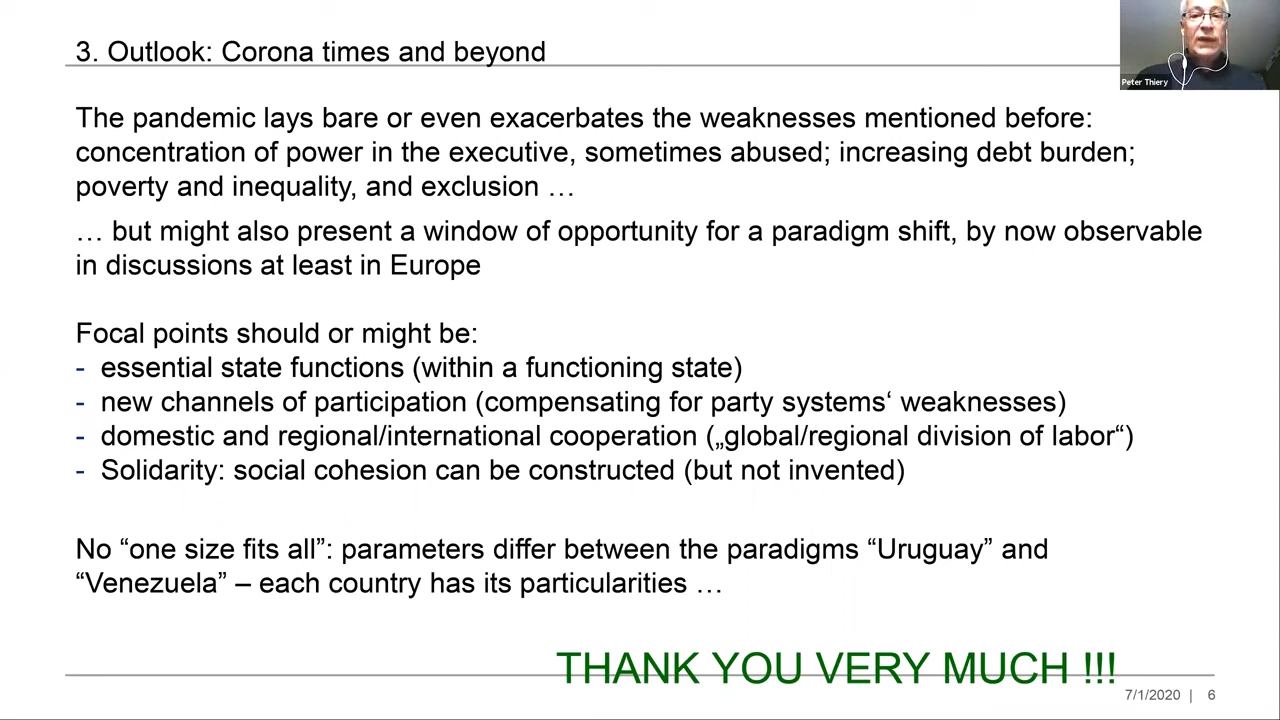 3. Outlook: Corona times and beyond
Peter Thiery
The pandemic lays bare or even exacerbates the weaknesses mentioned before:
concentration of power in the executive, sometimes abused; increasing debt burden;
poverty and inequality, and exclusion …
… but might also present a window of opportunity for a paradigm shift, by now observable
in discussions at least in Europe
Focal points should or might be:
- essential state functions (within a functioning state)
- new channels of participation (compensating for party systems‘ weaknesses)
- domestic and regional/international cooperation („global/regional division of labor“)
- Solidarity: social cohesion can be constructed (but not invented)
No “one size fits all”: parameters differ between the paradigms “Uruguay” and
“Venezuela” – each country has its particularities …
THANK YOU VERY MUCH !!!
7/1/2020 | 6